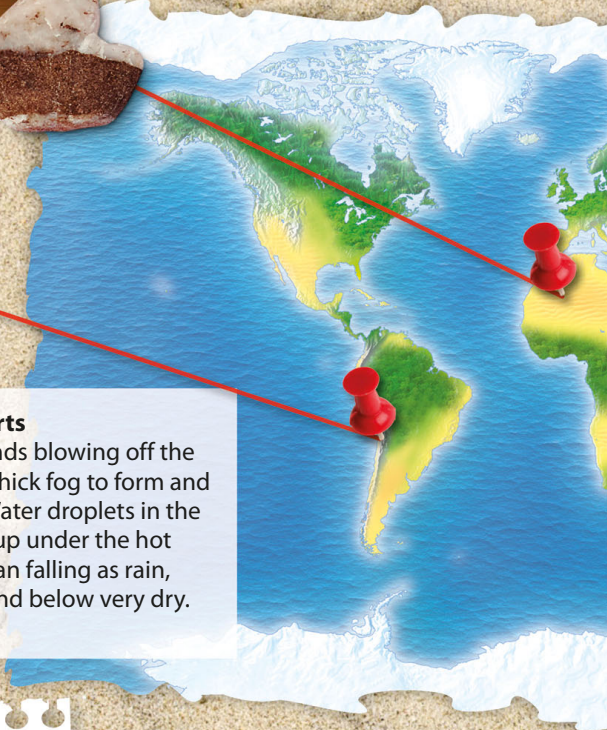 rts
nds blowing off the
hick fog to form and
ater droplets in the
up under the hot
an falling as rain,
nd below very dry.